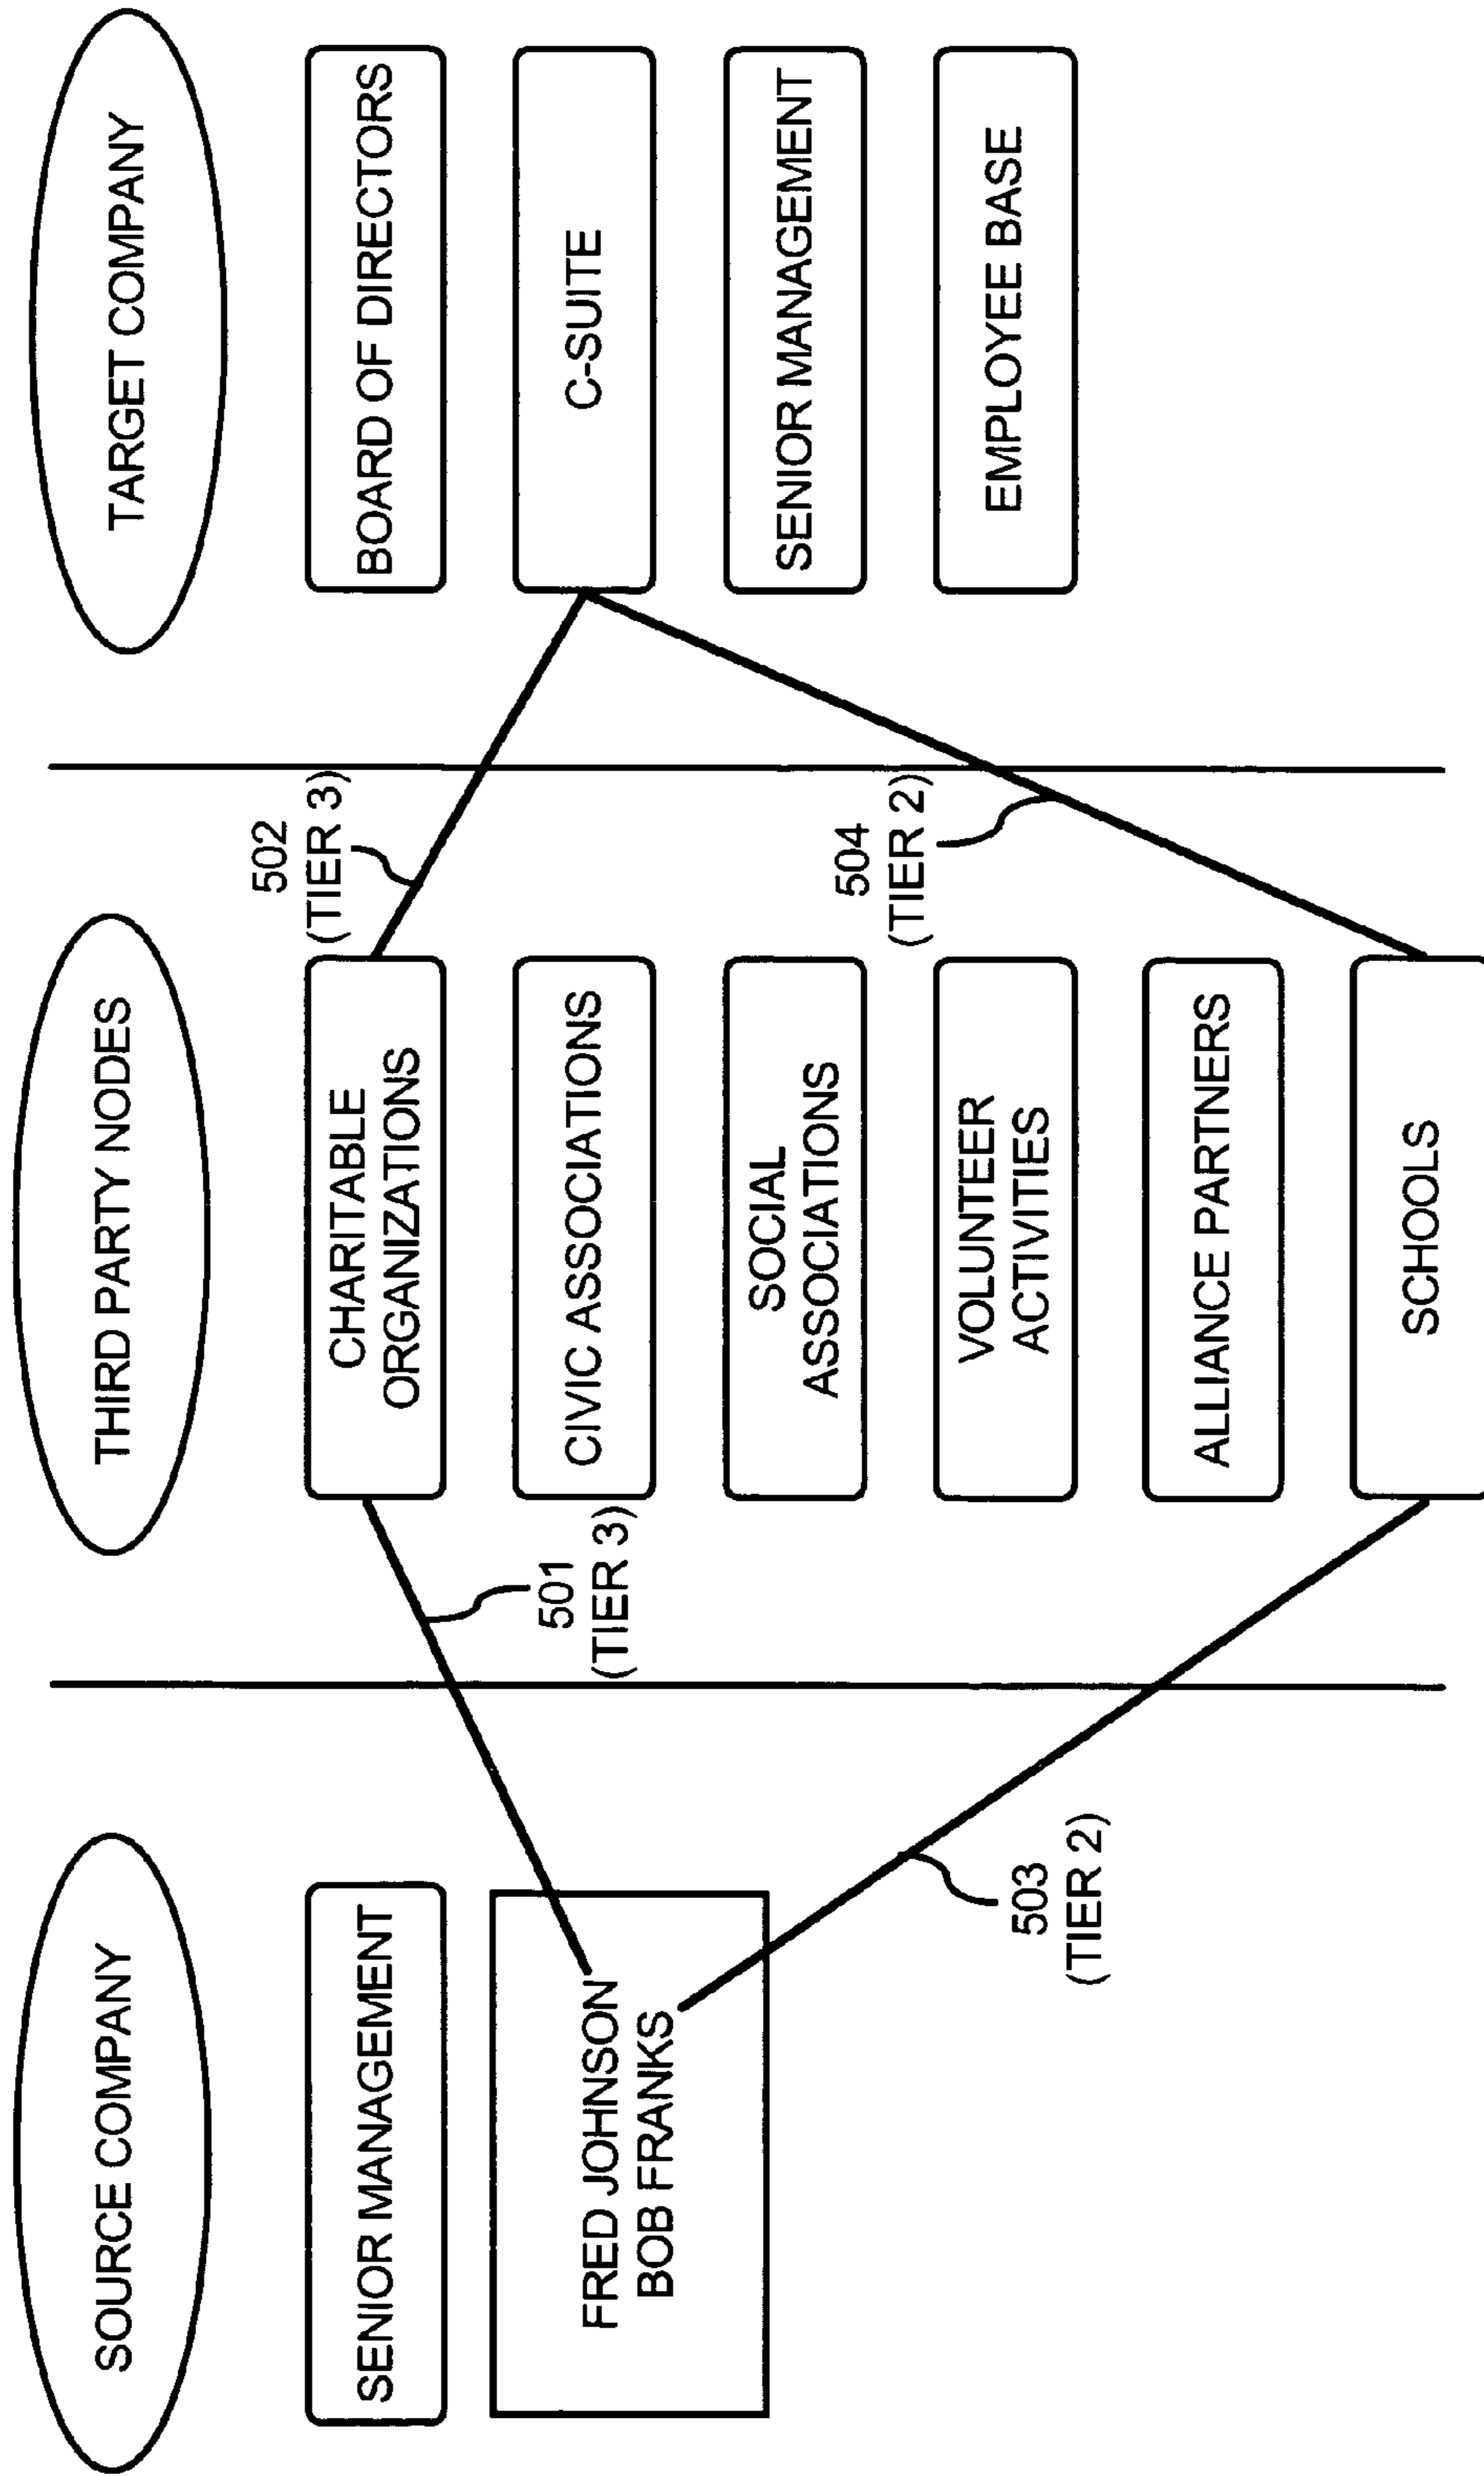 SOURCE COMPANY
SENIOR MANAGEMENT
FRED JOHNSON
BOB FRANKS
501
(TIER 3)
503
(TIER 2)
THIRD PARTY NODES
CHARITABLE
ORGANIZATIONS
CIVIC ASSOCIATIONS
SOCIAL
ASSOCIATIONS
VOLUNTEER
ACTIVITIES
ALLIANCE PARTNERS
SCHOOLS
502
(TIER 3)
504
(TIER 2)
TARGET COMPANY
BOARD OF DIRECTORS
C-SUITE
SENIOR MANAGEMENT
EMPLOYEE BASE